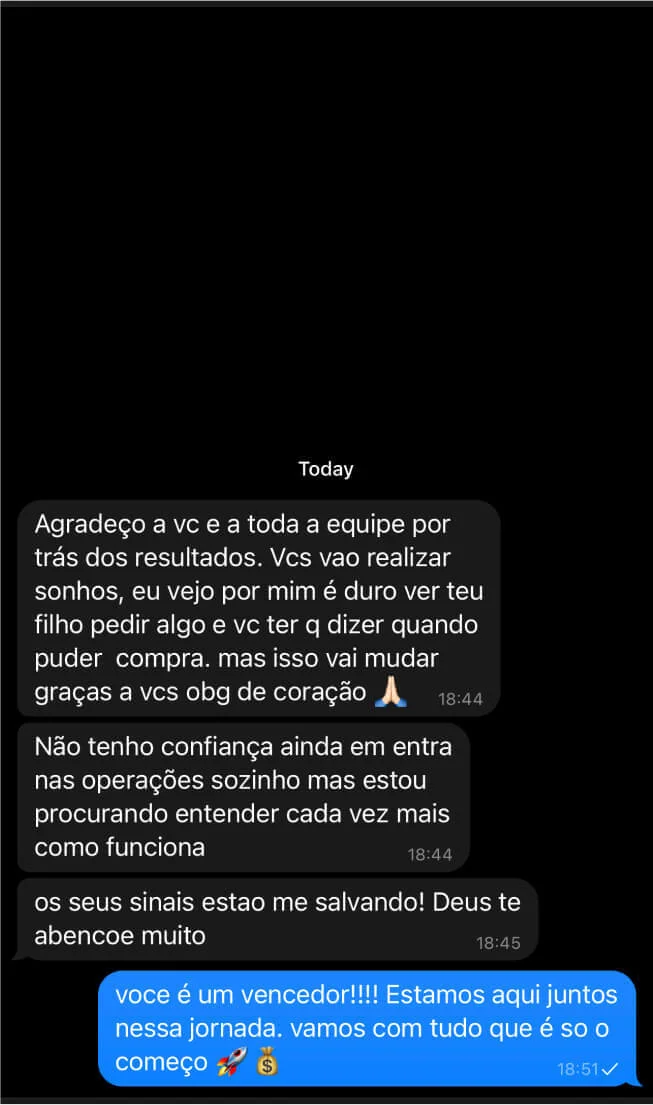 Today
Agradeço a vc e a toda a equipe por
trás dos resultados. Vcs vao realizar
sonhos, eu vejo por mim é duro ver teu
filho pedir algo e vc ter q dizer quando
puder  compra. mas isso vai mudar
graças a vcs obg de coração 🙏🏻 18:44
Não tenho confiança ainda em entra
nas operações sozinho mas estou
procurando entender cada vez mais
como funciona 18:44
os seus sinais estao me salvando! Deus te
abencoe muito 18:45
voce é um vencedor!!!! Estamos aqui juntos
nessa jornada. vamos com tudo que é so o
começo 🚀 💰 18:51